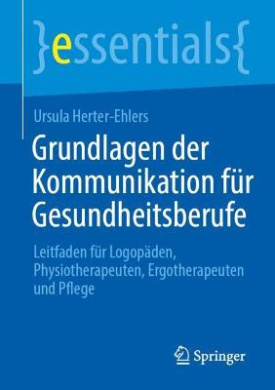 }essentials{
Ursula Herter-Ehlers
Grundlagen der
Kommunikation für
Gesundheitsberufe
Leitfaden für Logopäden,
Physiotherapeuten, Ergotherapeuten
und Pflege
Springer